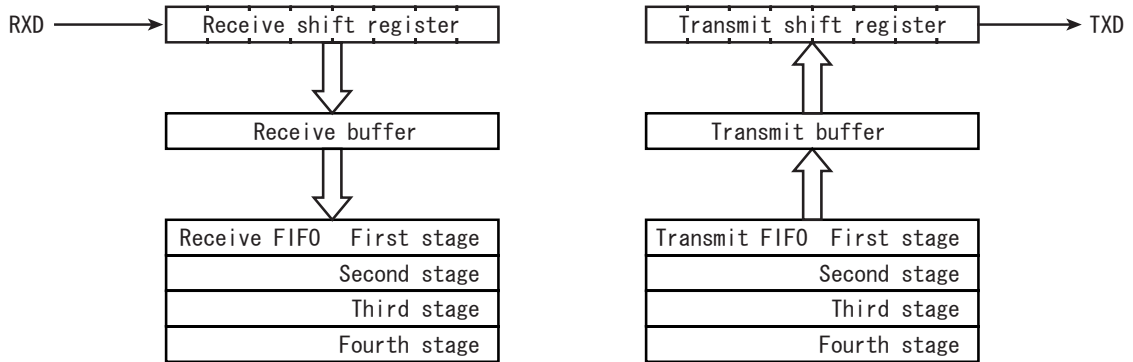 RXD
Receive shift register
Receive buffer
Receive FIFO First stage
Second stage
Third stage
Fourth stage
Transmit shift register
TXD
Transmit buffer
Transmit FIFO First stage
Second stage
Third stage
Fourth stage